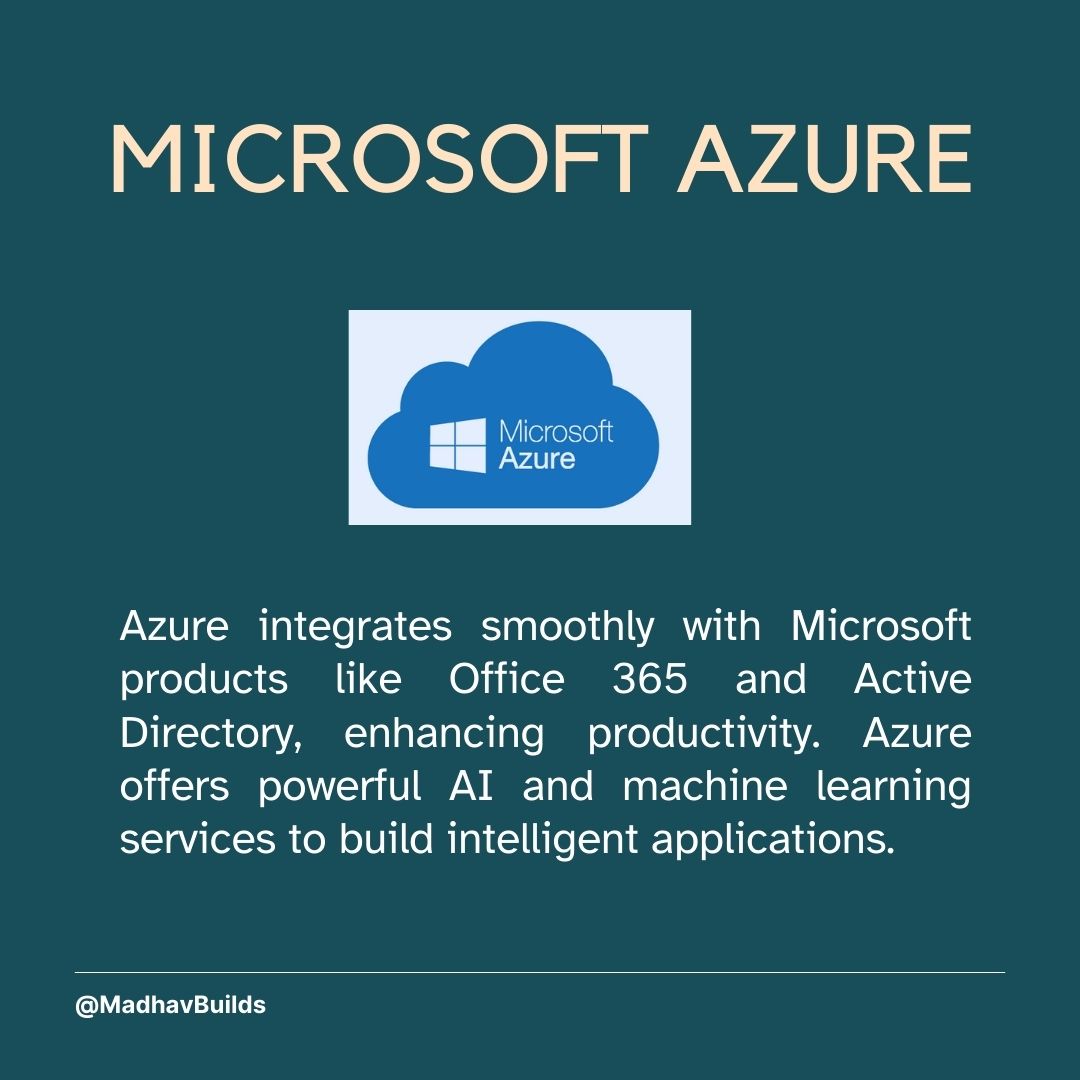 MICROSOFT AZURE
Microsoft
Azure
Azure integrates smoothly with Microsoft
products like Office 365 and Active
Directory, enhancing productivity. Azure
offers powerful AI and machine learning
services to build intelligent applications.
@MadhavBuilds